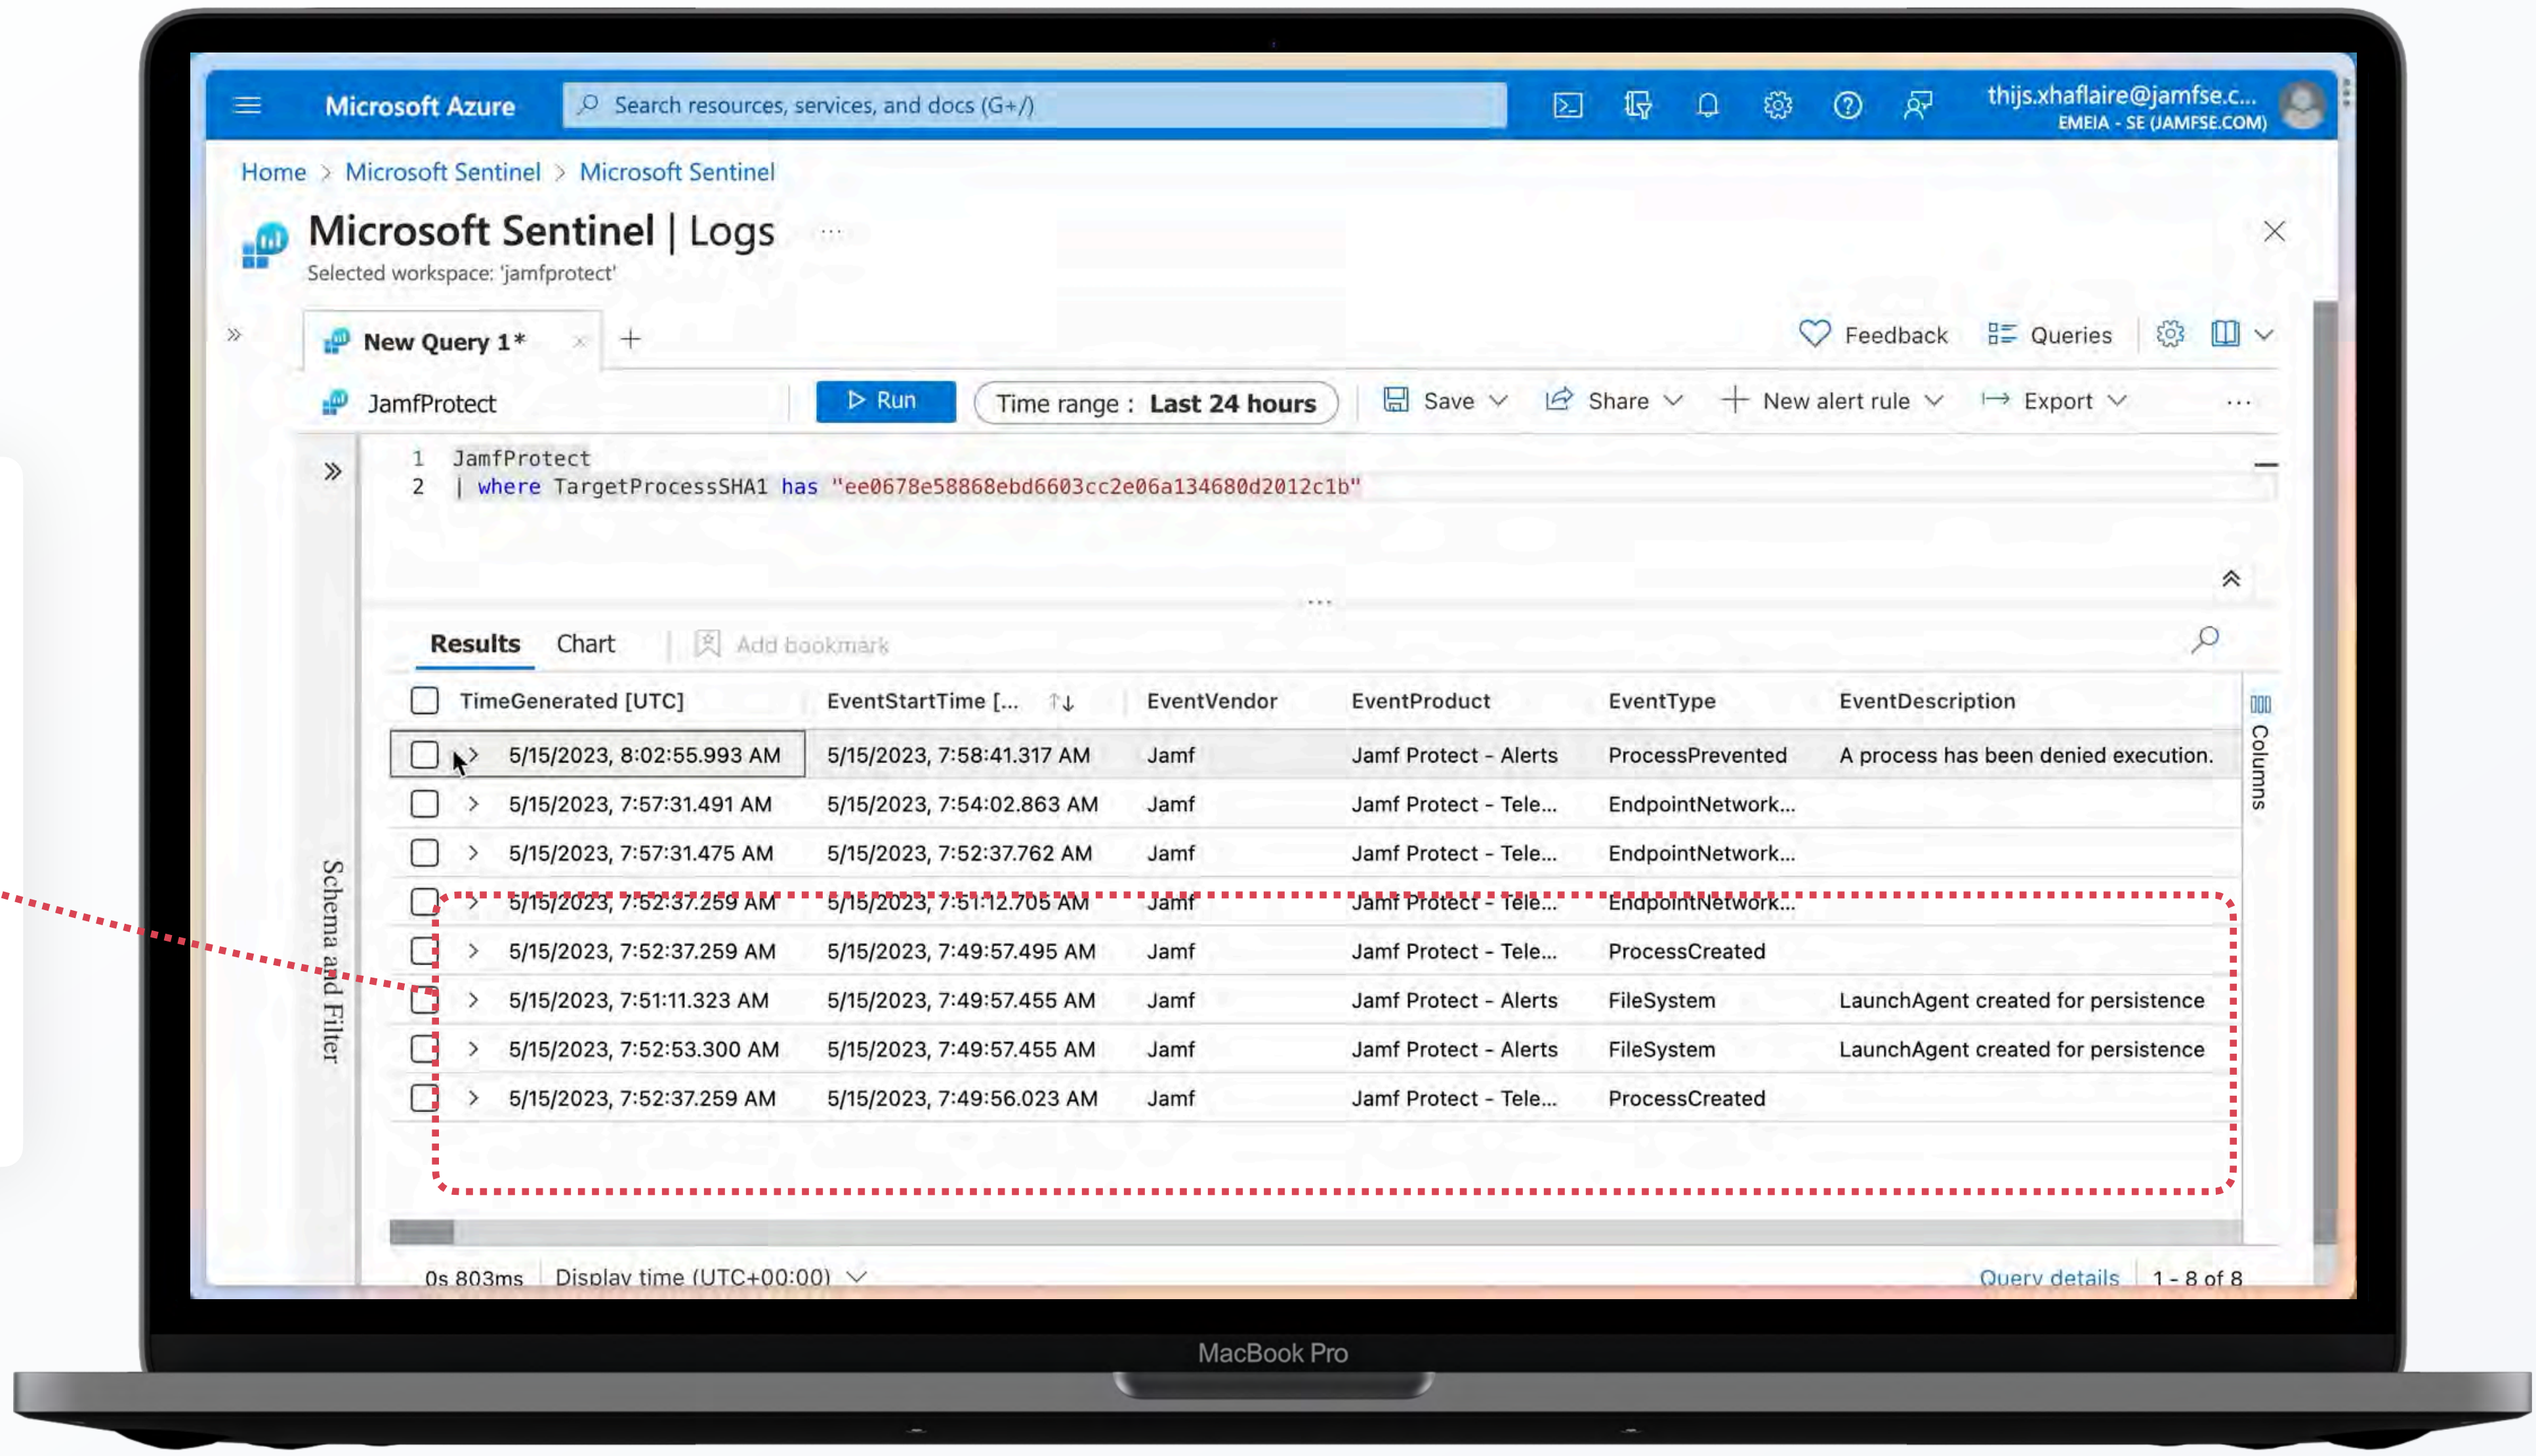 Microsoft Azure
Search resources, services, and docs (G+/)
thijs.xhaflaire@jamfse.c...
EMEIA - SE (JAMFSE.COM)
Home > Microsoft Sentinel > Microsoft Sentinel
Microsoft Sentinel | Logs ...
Selected workspace: 'jamfprotect'
New Query 1*
Feedback Queries
JamfProtect Run Time range : Last 24 hours Save Share New alert rule Export ...
1 JamfProtect
2 | where TargetProcessSHA1 has "ee0678e58868ebd6603cc2e06a134680d2012c1b"
Results Chart Add bookmark
TimeGenerated [UTC] EventStartTime [... EventVendor EventProduct EventType EventDescription
5/15/2023, 8:02:55.993 AM 5/15/2023, 7:58:41.317 AM Jamf Jamf Protect - Alerts ProcessPrevented A process has been denied execution.
5/15/2023, 7:57:31.491 AM 5/15/2023, 7:54:02.863 AM Jamf Jamf Protect - Tele... EndpointNetwork...
5/15/2023, 7:57:31.475 AM 5/15/2023, 7:52:37.762 AM Jamf Jamf Protect - Tele... EndpointNetwork...
5/15/2023, 7:52:37.259 AM 5/15/2023, 7:51:12.705 AM Jamf Jamf Protect - Tele... EndpointNetwork...
5/15/2023, 7:52:37.259 AM 5/15/2023, 7:49:57.495 AM Jamf Jamf Protect - Tele... ProcessCreated
5/15/2023, 7:51:11.323 AM 5/15/2023, 7:49:57.455 AM Jamf Jamf Protect - Alerts FileSystem LaunchAgent created for persistence
5/15/2023, 7:52:53.300 AM 5/15/2023, 7:49:57.455 AM Jamf Jamf Protect - Alerts FileSystem LaunchAgent created for persistence
5/15/2023, 7:52:37.259 AM 5/15/2023, 7:49:56.023 AM Jamf Jamf Protect - Tele... ProcessCreated
Schema and Filter
Columns
0s 803ms Display time (UTC+00:00) Query details 1 - 8 of 8
MacBook Pro